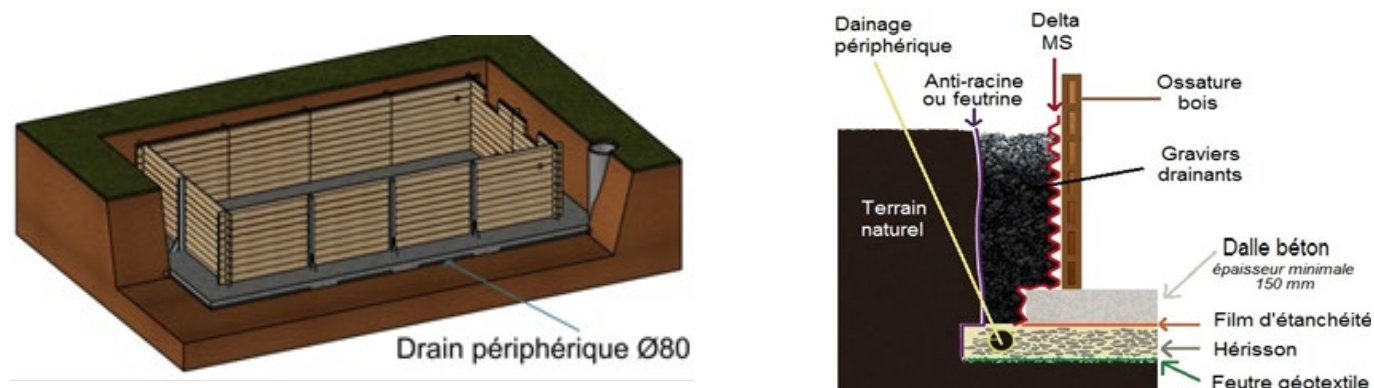 Drain périphérique Ø80
Dainage
périphérique
Delta
MS
Anti-racine
ou feutrine
Ossature
bois
Graviers
drainants
Terrain
naturel
Dalle béton
épaisseur minimale
150 mm
Film d'étanchéité
Hérisson
Feutre géotextile